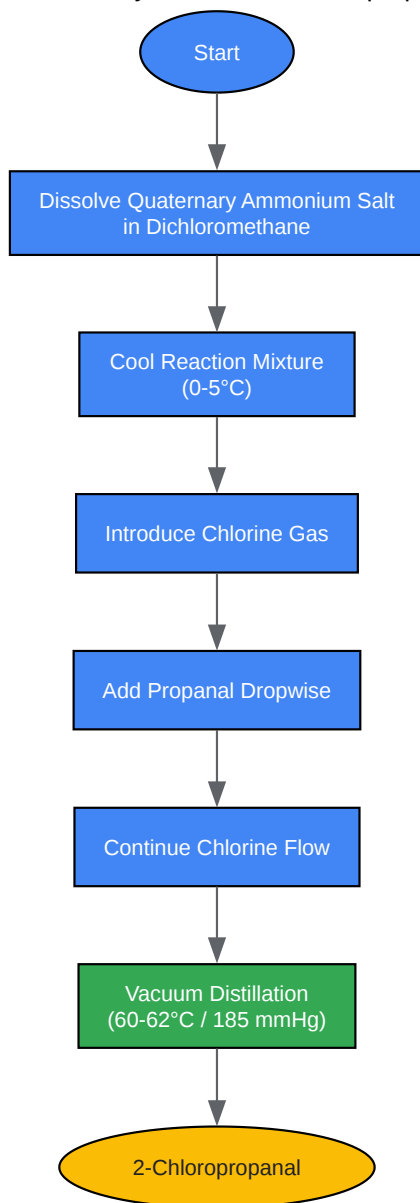 Start
Dissolve Quaternary Ammonium Salt
in Dichloromethane
Cool Reaction Mixture
(0-5°C)
Introduce Chlorine Gas
Add Propanal Dropwise
Continue Chlorine Flow
Vacuum Distillation
(60-62°C / 185 mmHg)
2-Chloropropanal